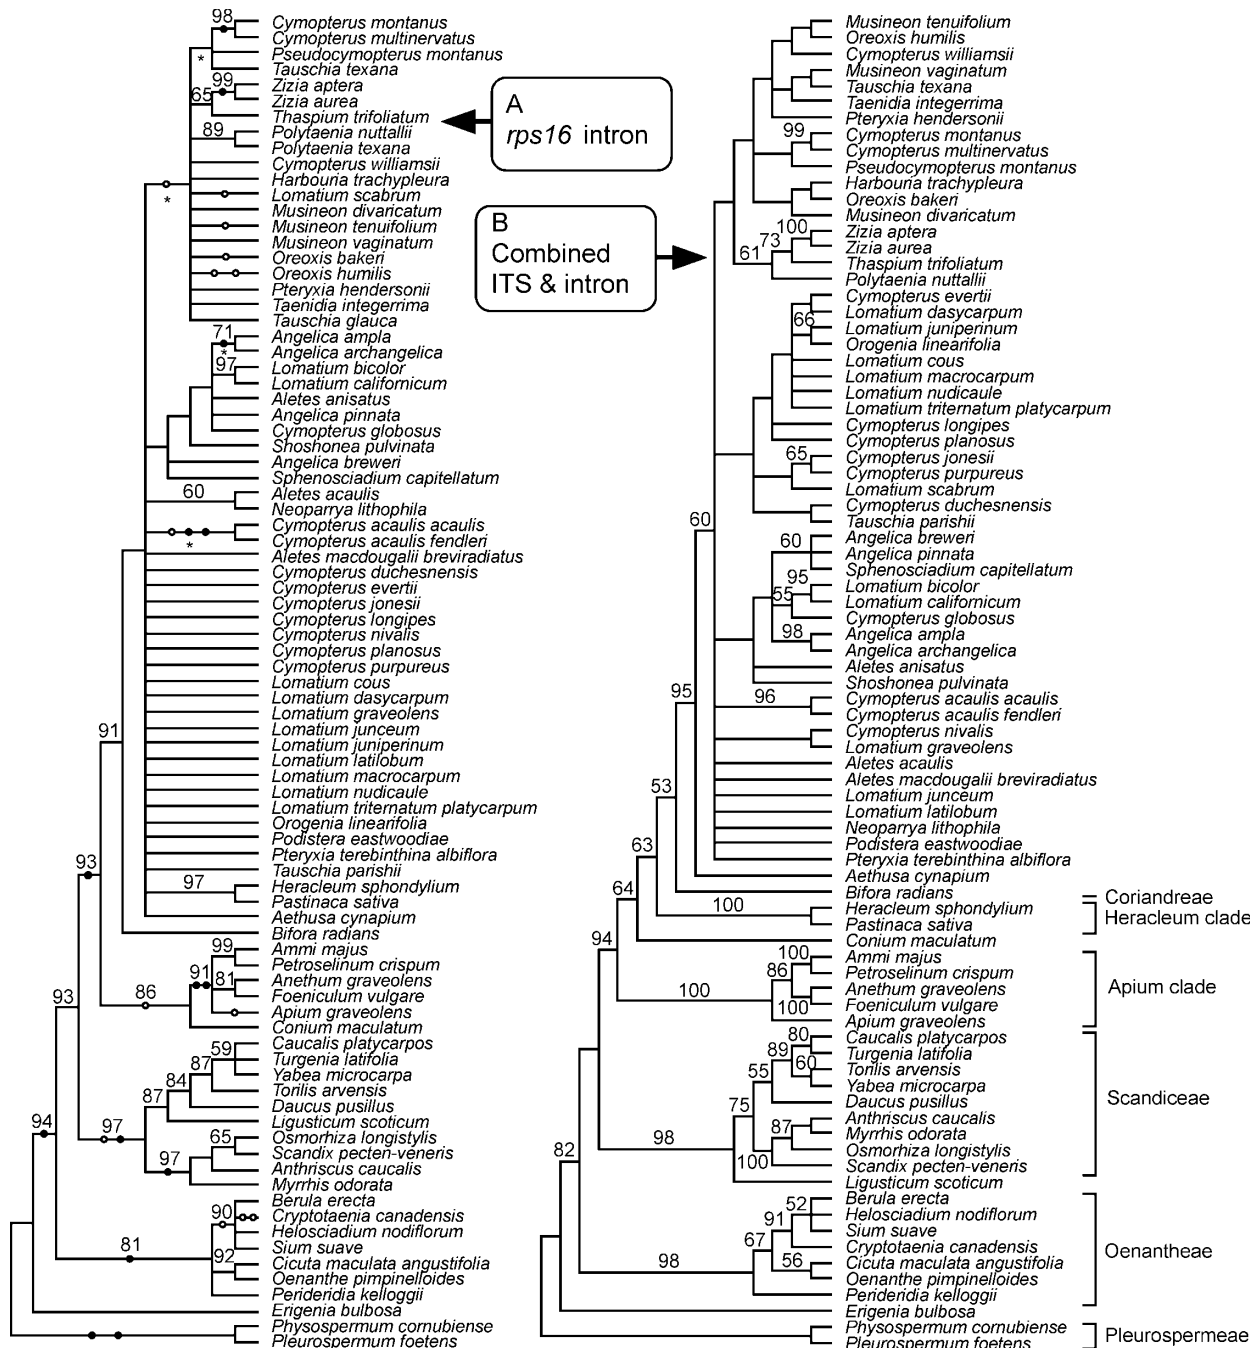 98
Cymopterus montanus
Cymopterus multinervatus
Pseudocymopterus montanus
*
Tauschia texana
99
Zizia aptera
65
Zizia aurea
Thaspium trifoliatum
89
Polytaenia nuttallii
Polytaenia texana
Cymopterus williamsii
Harbouria trachypleura
*
Lomatium scabrum
Musineon divaricatum
Musineon tenuifolium
Musineon vaginatum
Oreoxis bakeri
Oreoxis humilis
Pteryxia hendersonii
Taenidia integerrima
Tauschia glauca
71
Angelica ampla
*
Angelica archangelica
97
Lomatium bicolor
Lomatium californicum
Aletes anisatus
Angelica pinnata
Cymopterus globosus
Shoshonea pulvinata
Angelica breweri
Sphenosciadium capitellatum
60
Aletes acaulis
Neoparrya lithophila
Cymopterus acaulis acaulis
*
Cymopterus acaulis fendleri
Aletes macdougalii breviradiatus
Cymopterus duchesnensis
Cymopterus evertii
Cymopterus jonesii
Cymopterus longipes
Cymopterus nivalis
Cymopterus planosus
Cymopterus purpureus
Lomatium cous
Lomatium dasycarpum
Lomatium graveolens
91
Lomatium junceum
Lomatium juniperinum
Lomatium latilobum
Lomatium macrocarpum
Lomatium nudicaule
Lomatium triternatum platycarpum
Orogenia linearifolia
Podistera eastwoodiae
93
Pteryxia terebinthina albiflora
Tauschia parishii
97
Heracleum sphondylium
Pastinaca sativa
Aethusa cynapium
Bifora radians
99
Ammi majus
Petroselinum crispum
91
81
Anethum graveolens
93
86
Foeniculum vulgare
Apium graveolens
Conium maculatum
59
Caucalis platycarpos
87
Turgenia latifolia
84
Yabea microcarpa
87
Torilis arvensis
Daucus pusillus
94
Ligusticum scoticum
97
65
Osmorhiza longistylis
97
Scandix pecten-veneris
Anthriscus caucalis
Myrrhis odorata
Berula erecta
90
Cryptotaenia canadensis
Helosciadium nodiflorum
81
Sium suave
92
Cicuta maculata angustifolia
Oenanthe pimpinelloides
Perideridia kelloggii
Erigenia bulbosa
Physospermum cornubiense
Pleurospermum foetens
A
rps16 intron
B
Combined
ITS & intron
Musineon tenuifolium
Oreoxis humilis
Cymopterus williamsii
Musineon vaginatum
Tauschia texana
Taenidia integerrima
Pteryxia hendersonii
99
Cymopterus montanus
Cymopterus multinervatus
Pseudocymopterus montanus
Harbouria trachypleura
Oreoxis bakeri
Musineon divaricatum
100
Zizia aptera
73
Zizia aurea
61
Thaspium trifoliatum
Polytaenia nuttallii
Cymopterus evertii
66
Lomatium dasycarpum
Lomatium juniperinum
Orogenia linearifolia
Lomatium cous
Lomatium macrocarpum
Lomatium nudicaule
Lomatium triternatum platycarpum
Cymopterus longipes
Cymopterus planosus
65
Cymopterus jonesii
Cymopterus purpureus
Lomatium scabrum
Cymopterus duchesnensis
60
Tauschia parishii
Angelica breweri
60
Angelica pinnata
Sphenosciadium capitellatum
95
Lomatium bicolor
55
Lomatium californicum
Cymopterus globosus
98
Angelica ampla
Angelica archangelica
Aletes anisatus
Shoshonea pulvinata
95
96
Cymopterus acaulis acaulis
Cymopterus acaulis fendleri
Cymopterus nivalis
Lomatium graveolens
Aletes acaulis
53
Aletes macdougalii breviradiatus
Lomatium junceum
Lomatium latilobum
Neoparrya lithophila
63
Podistera eastwoodiae
Pteryxia terebinthina albiflora
Aethusa cynapium
64
Bifora radians
Coriandreae
100
Heracleum sphondylium
Heracleum clade
Pastinaca sativa
94
Conium maculatum
100
Ammi majus
86
Petroselinum crispum
100
Anethum graveolens
Apium clade
100
Foeniculum vulgare
Apium graveolens
80
Caucalis platycarpos
89
Turgenia latifolia
55
60
Torilis arvensis
Yabea microcarpa
Scandiceae
75
Daucus pusillus
87
Anthriscus caucalis
98
Myrrhis odorata
82
100
Osmorhiza longistylis
Scandix pecten-veneris
Ligusticum scoticum
52
Berula erecta
91
Helosciadium nodiflorum
67
Sium suave
Cryptotaenia canadensis
Oenantheae
98
56
Cicuta maculata angustifolia
Oenanthe pimpinelloides
Perideridia kelloggii
Erigenia bulbosa
Physospermum cornubiense
Pleurospermeae
Pleurospermum foetens